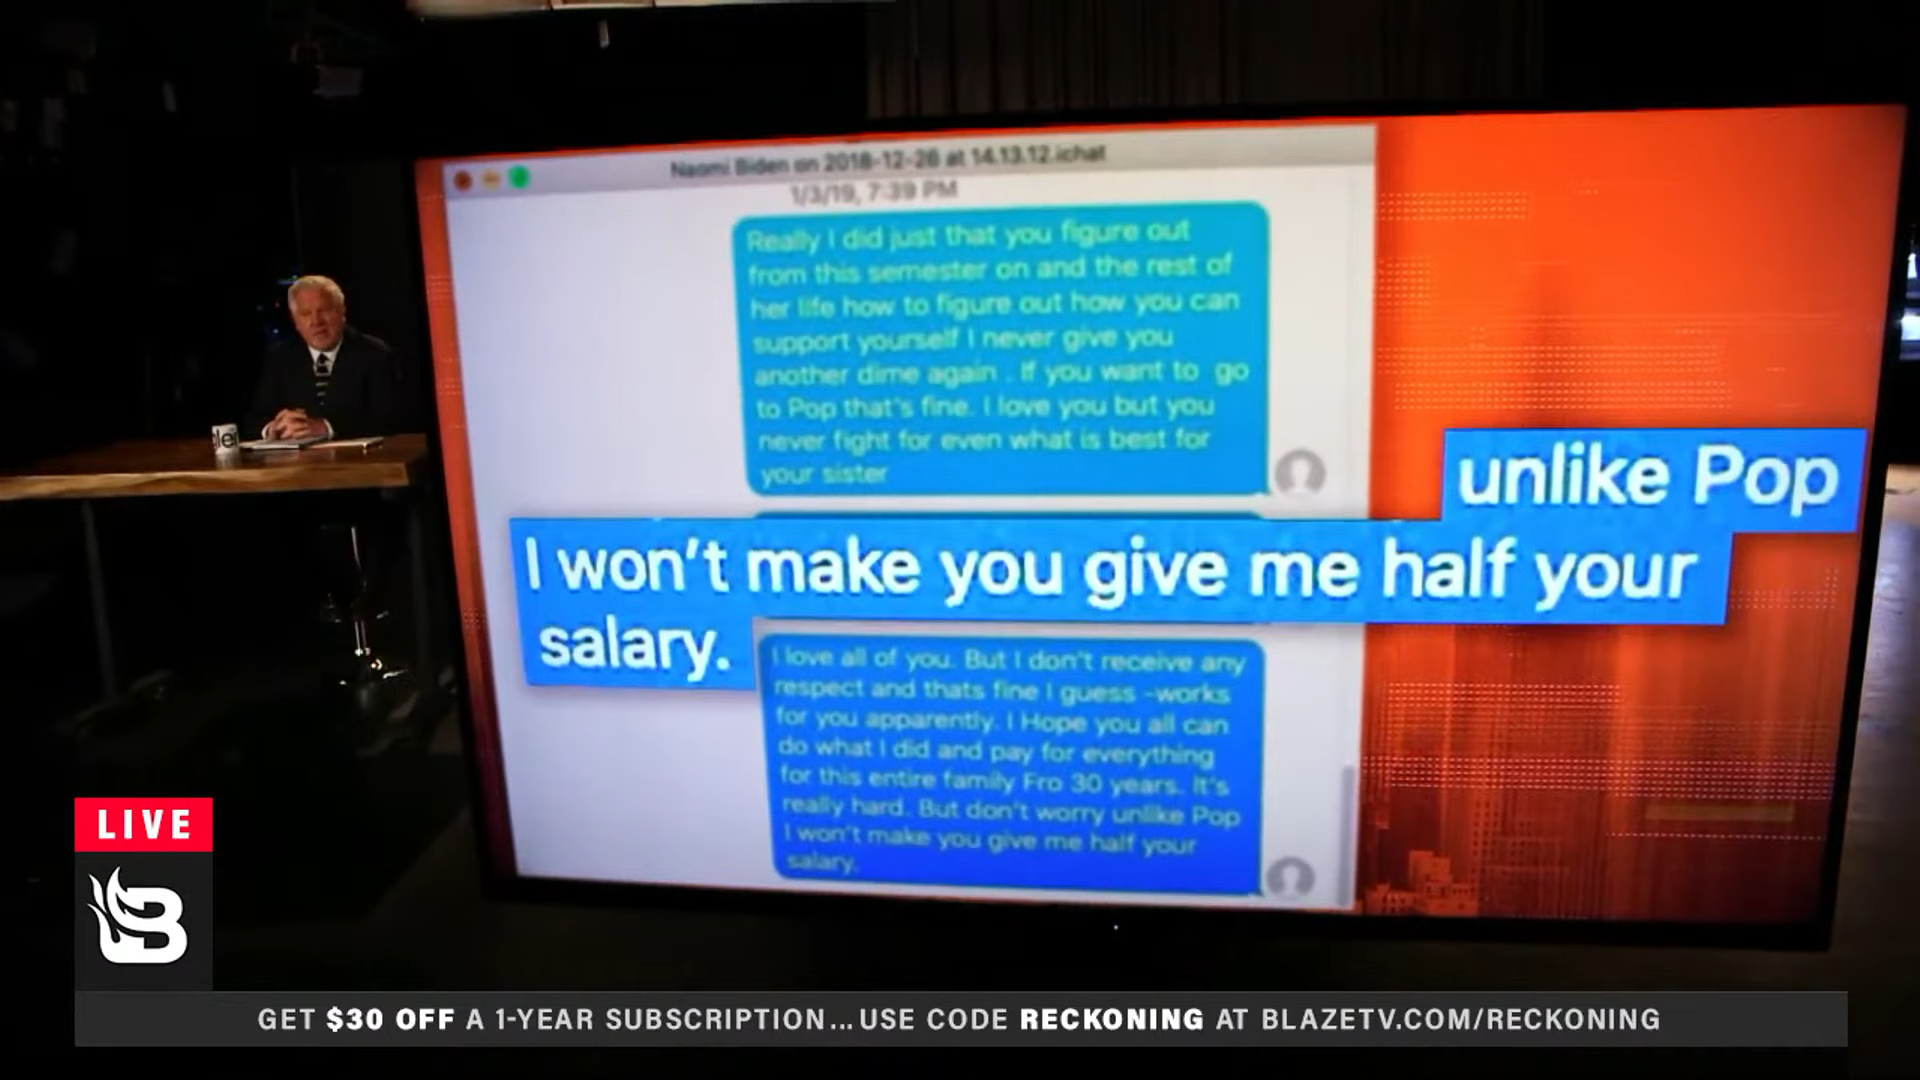 Naomi Biden on 2018-12-26 at 14.13.12.ichat
1/3/19, 7:39 PM
Really I did just that you figure out
from this semester on and the rest of
her life how to figure out how you can
support yourself I never give you
another dime again . If you want to go
to Pop that's fine. I love you but you
never fight for even what is best for
your sister
unlike Pop
I won't make you give me half your
salary.
I love all of you. But I don't receive any
respect and thats fine I guess -works
for you apparently. I Hope you all can
do what I did and pay for everything
for this entire family Fro 30 years. It's
really hard. But don't worry unlike Pop
I won't make you give me half your
salary.
LIVE
B
GET $30 OFF A 1-YEAR SUBSCRIPTION...USE CODE RECKONING AT BLAZETV.COM/RECKONING